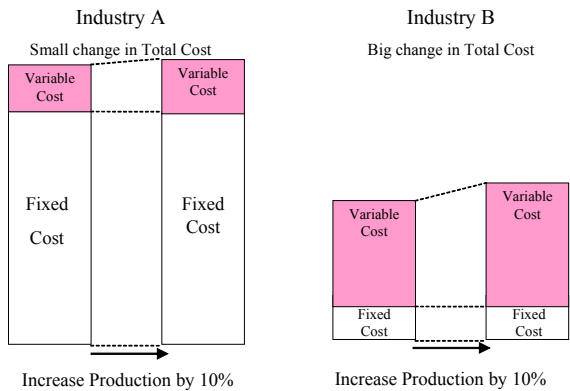 Industry A
Small change in Total Cost
Variable
Cost
Variable
Cost
Fixed
Cost
Fixed
Cost
Increase Production by 10%
Industry B
Big change in Total Cost
Variable
Cost
Variable
Cost
Fixed
Cost
Fixed
Cost
Increase Production by 10%